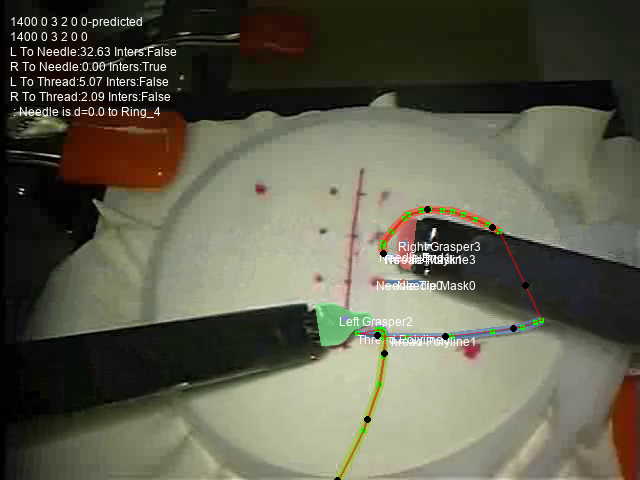 1400 0 3 2 0 0-predicted
1400 0 3 2 0 0
L To Needle:32.63 Inters:False
R To Needle:0.00 Inters:True
L To Thread:5.07 Inters:False
R To Thread:2.09 Inters:False
: Needle is d=0.0 to Ring_4
Right Grasper3
Left Grasper2
Thread Polyline1